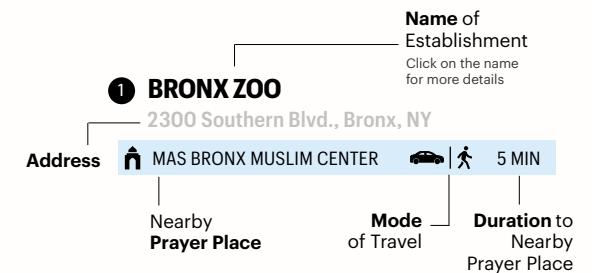 Name of
Establishment
Click on the name
for more details
1 BRONX ZOO
2300 Southern Blvd., Bronx, NY
Address
MAS BRONX MUSLIM CENTER 5 MIN
Nearby
Prayer Place
Mode
of Travel
Duration to
Nearby
Prayer Place